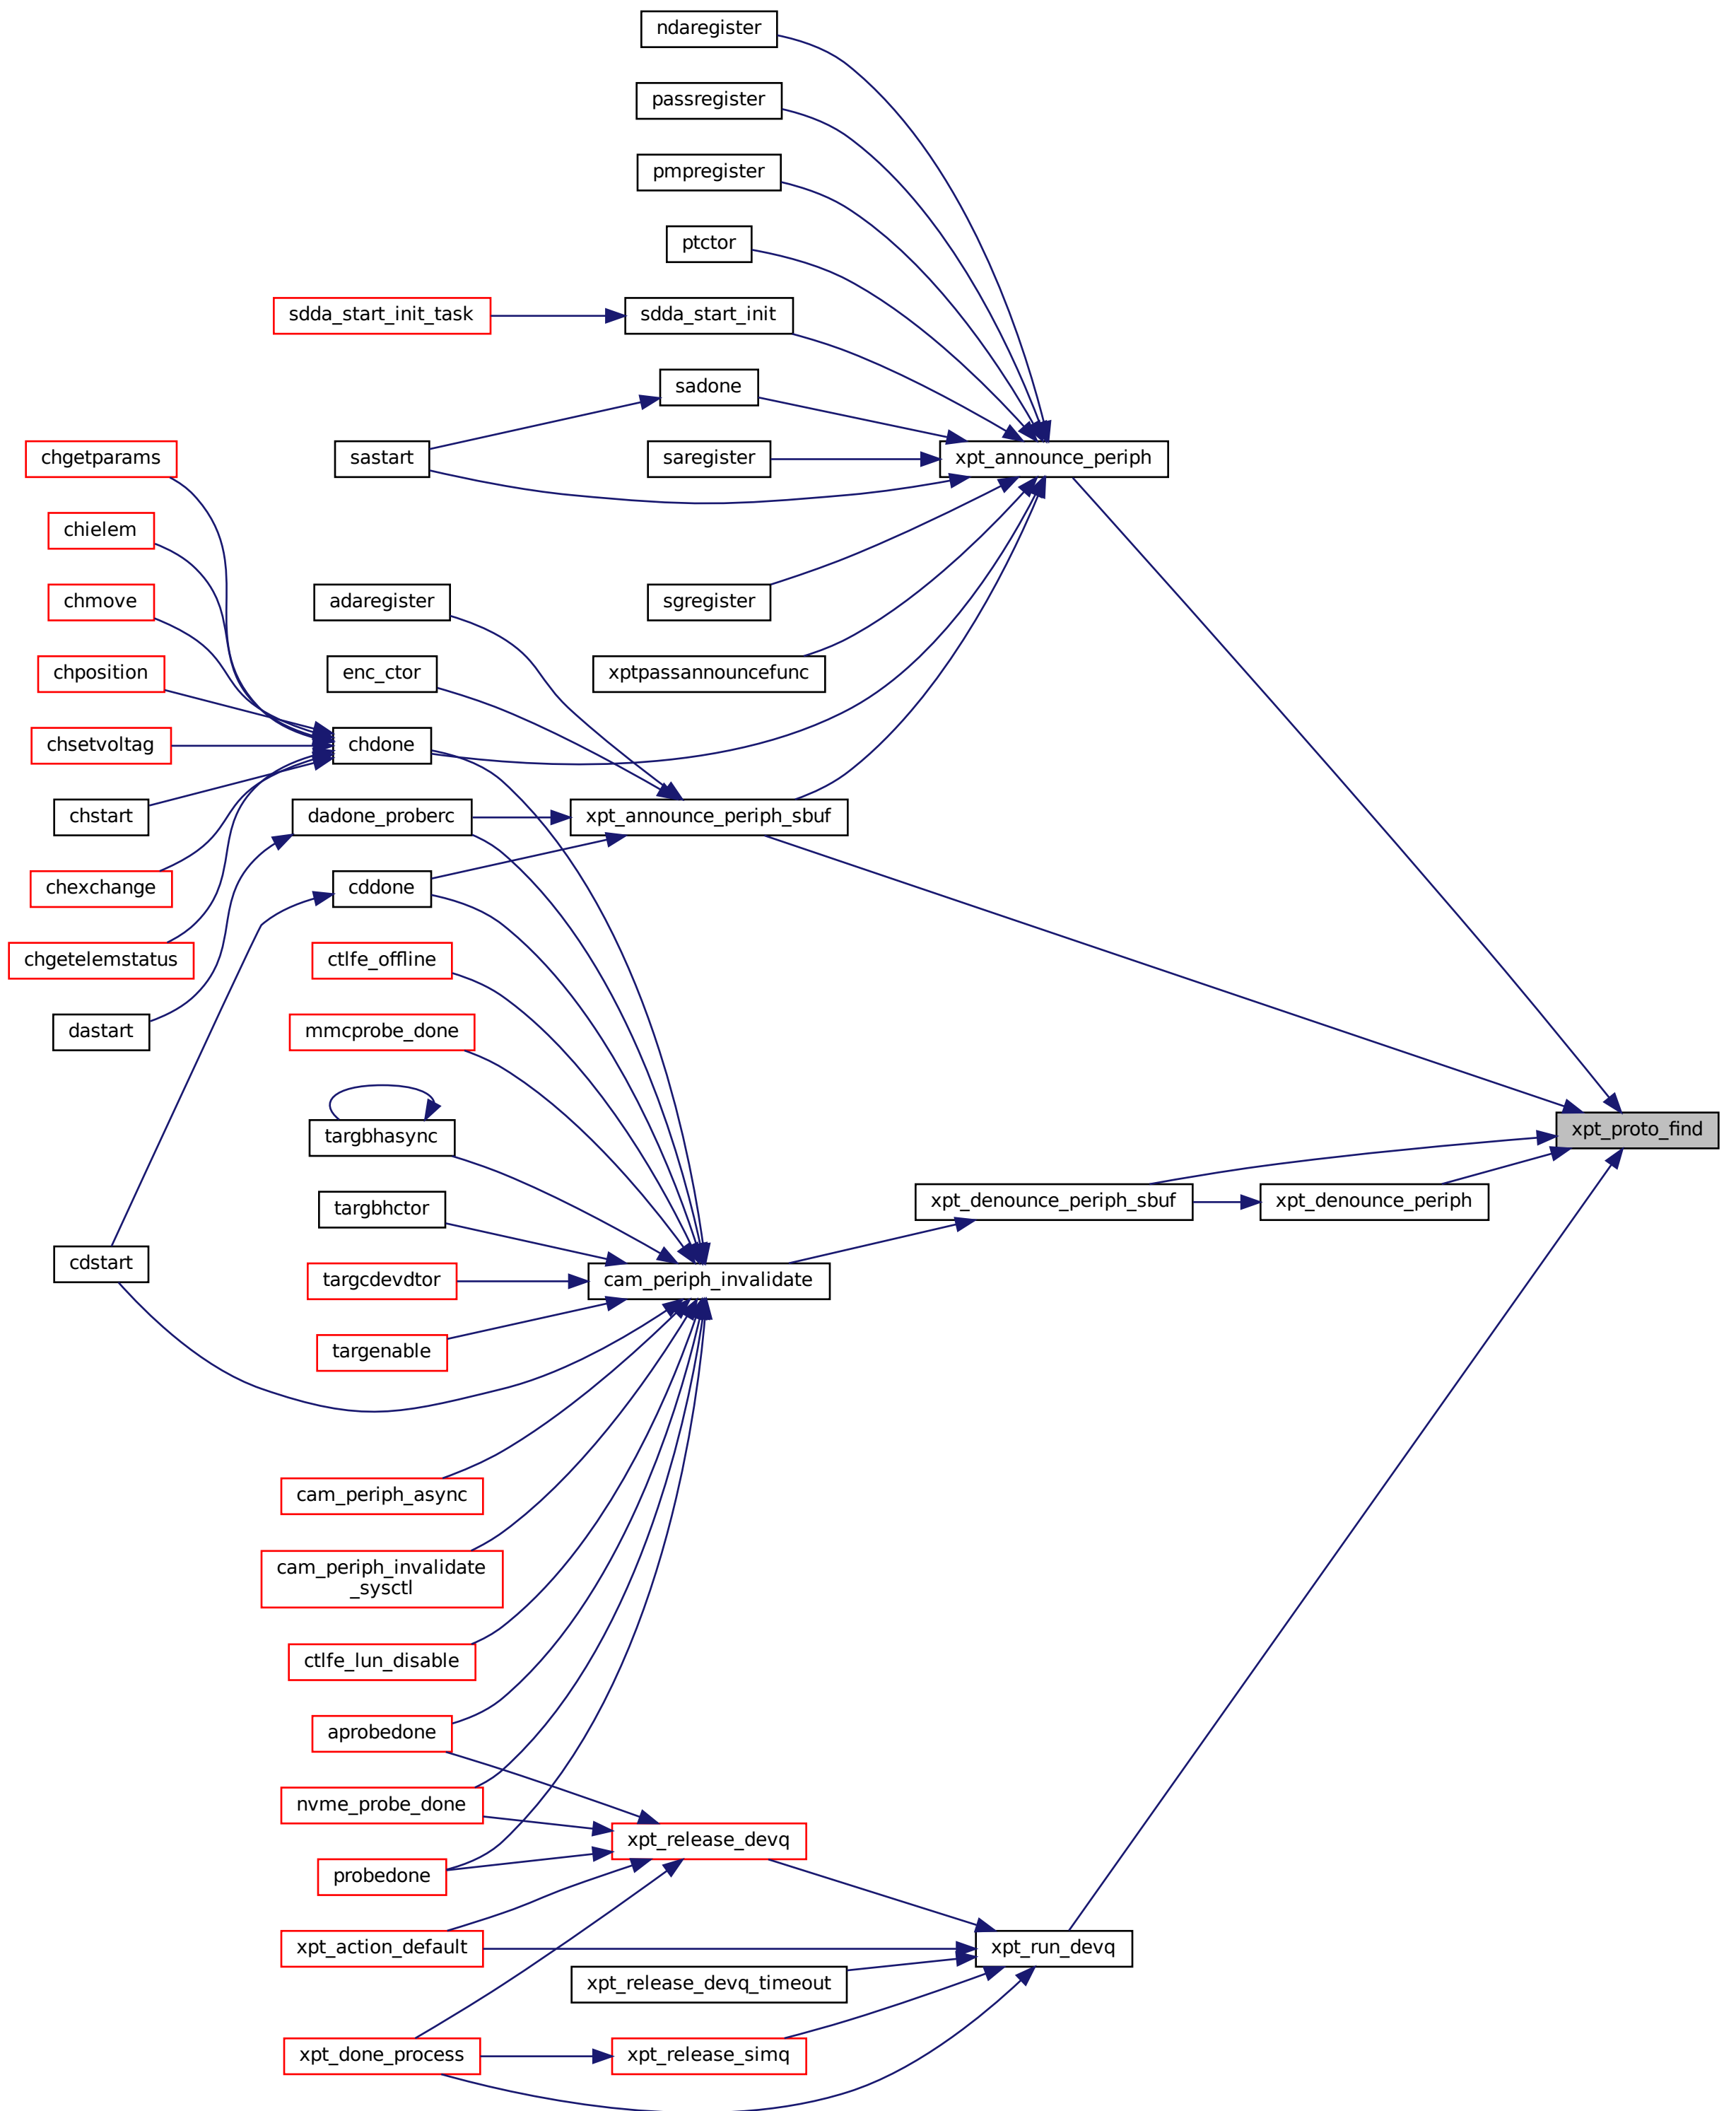 ndaregister
passregister
pmpregister
ptctor
sdda_start_init_task
sdda_start_init
sadone
chgetparams
sastart
saregister
xpt_announce_periph
chielem
chmove
adaregister
sgregister
chposition
enc_ctor
xptpassannouncefunc
chsetvoltag
chdone
chstart
dadone_proberc
xpt_announce_periph_sbuf
chexchange
cddone
chgetelemstatus
ctlfe_offline
dastart
mmcprobe_done
targbhasync
xpt_proto_find
targbhctor
xpt_denounce_periph_sbuf
xpt_denounce_periph
cdstart
targcdevdtor
cam_periph_invalidate
targenable
cam_periph_async
cam_periph_invalidate
_sysctl
ctlfe_lun_disable
aprobedone
nvme_probe_done
xpt_release_devq
probedone
xpt_action_default
xpt_run_devq
xpt_release_devq_timeout
xpt_done_process
xpt_release_simq